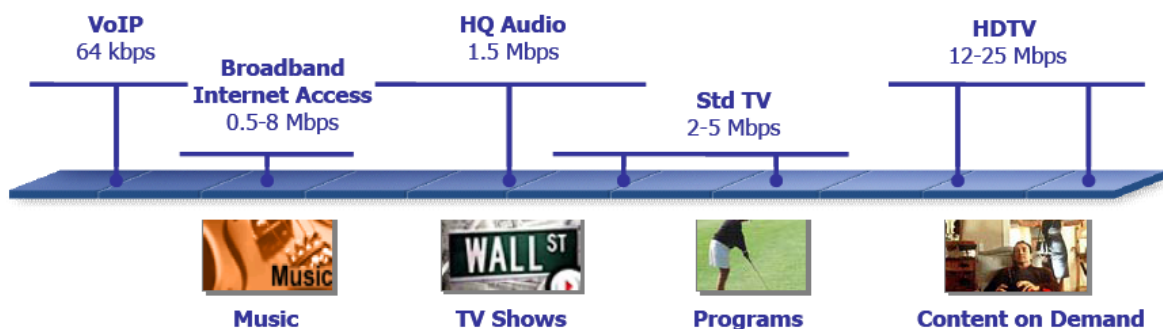 VoIP
64 kbps
Broadband
Internet Access
0.5-8 Mbps
HQ Audio
1.5 Mbps
Std TV
2-5 Mbps
HDTV
12-25 Mbps
Music
WALL ST
Music
TV Shows
Programs
Content on Demand